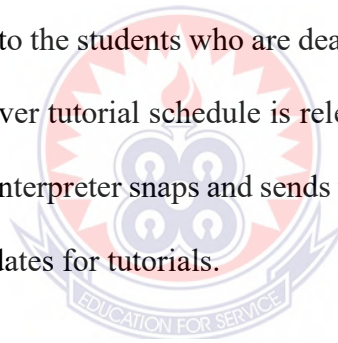 to the students who are dea
ver tutorial schedule is rele
nterpreter snaps and sends
dates for tutorials.
EDUCATION FOR SERVICE